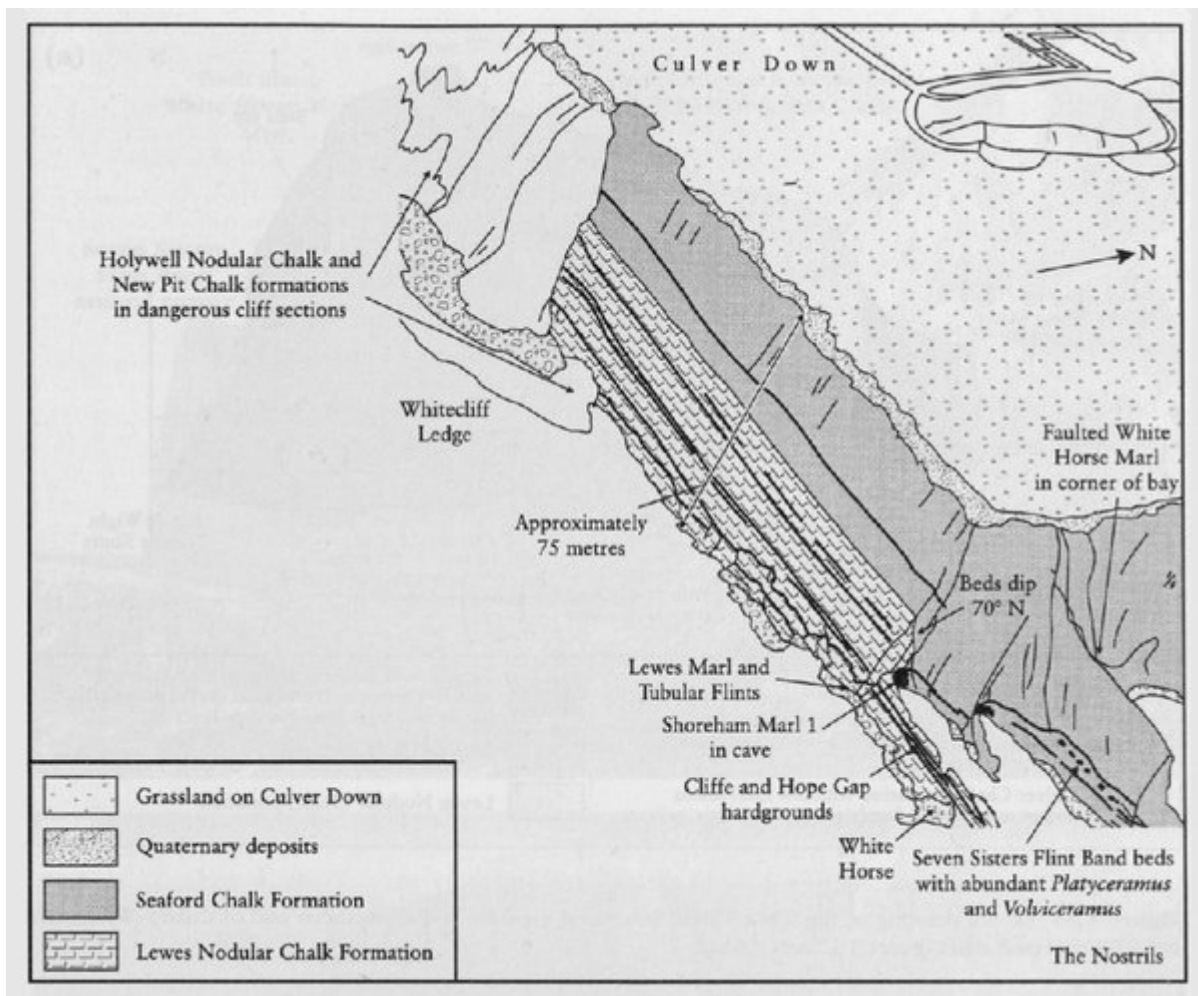 Culver Down
N
Holywell Nodular Chalk and
New Pit Chalk formations
in dangerous cliff sections
Whitecliff
Ledge
Faulted White
Horse Marl
in corner of bay
Approximately
75 metres
Beds dip
70° N
Lewes Marl and
Tubular Flints
Shoreham Marl 1
in cave
Cliffe and Hope Gap
hardgrounds
White
Horse
Seven Sisters Flint Band beds
with abundant Platyceramus
and Volviceramus
The Nostrils
Grassland on Culver Down
Quaternary deposits
Seaford Chalk Formation
Lewes Nodular Chalk Formation